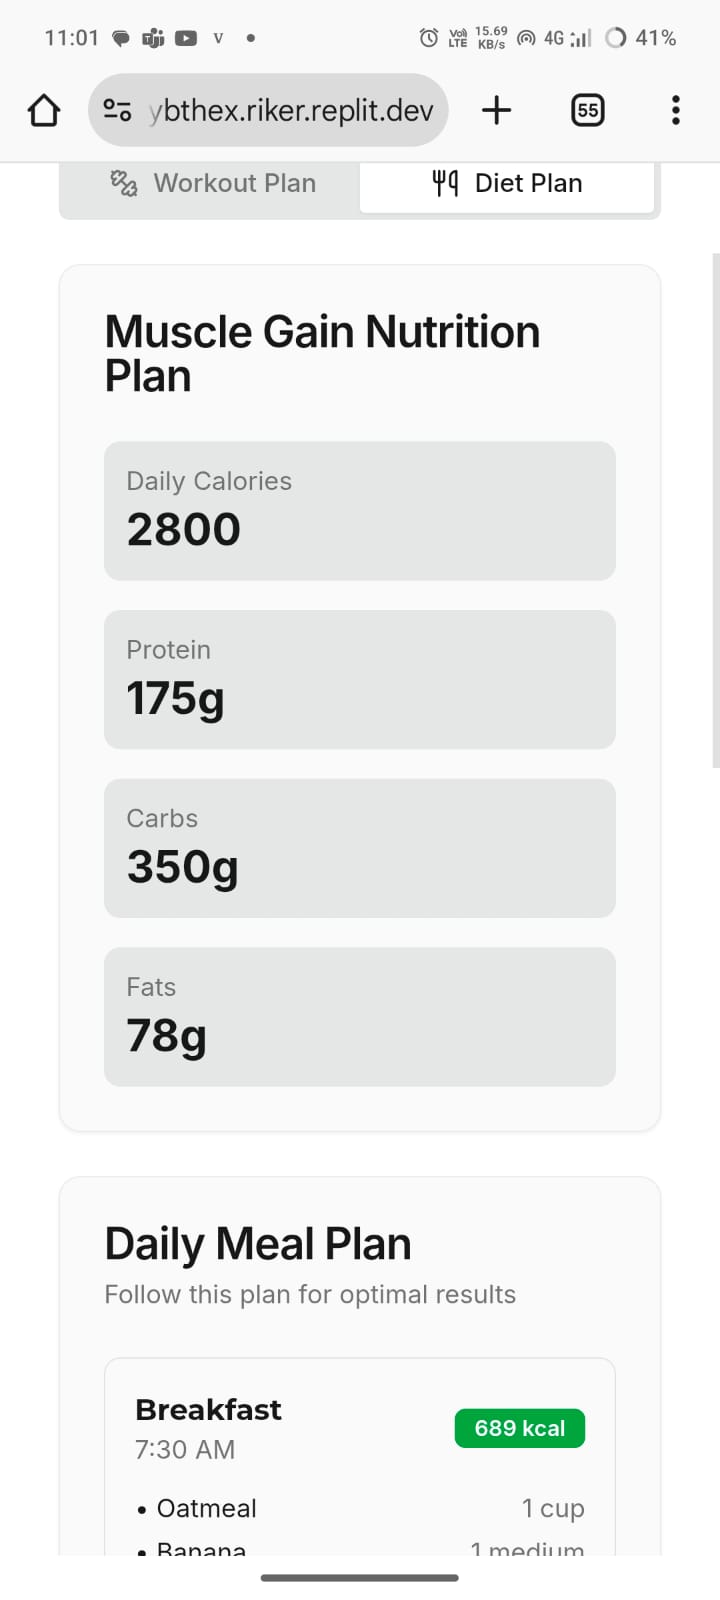 11:01 V VoI) LTE 15.69 KB/s 4G 41%
ybthex.riker.replit.dev 55
Workout Plan Diet Plan
Muscle Gain Nutrition
Plan
Daily Calories
2800
Protein
175g
Carbs
350g
Fats
78g
Daily Meal Plan
Follow this plan for optimal results
Breakfast
689 kcal
7:30 AM
• Oatmeal 1 cup
• Banana 1 medium